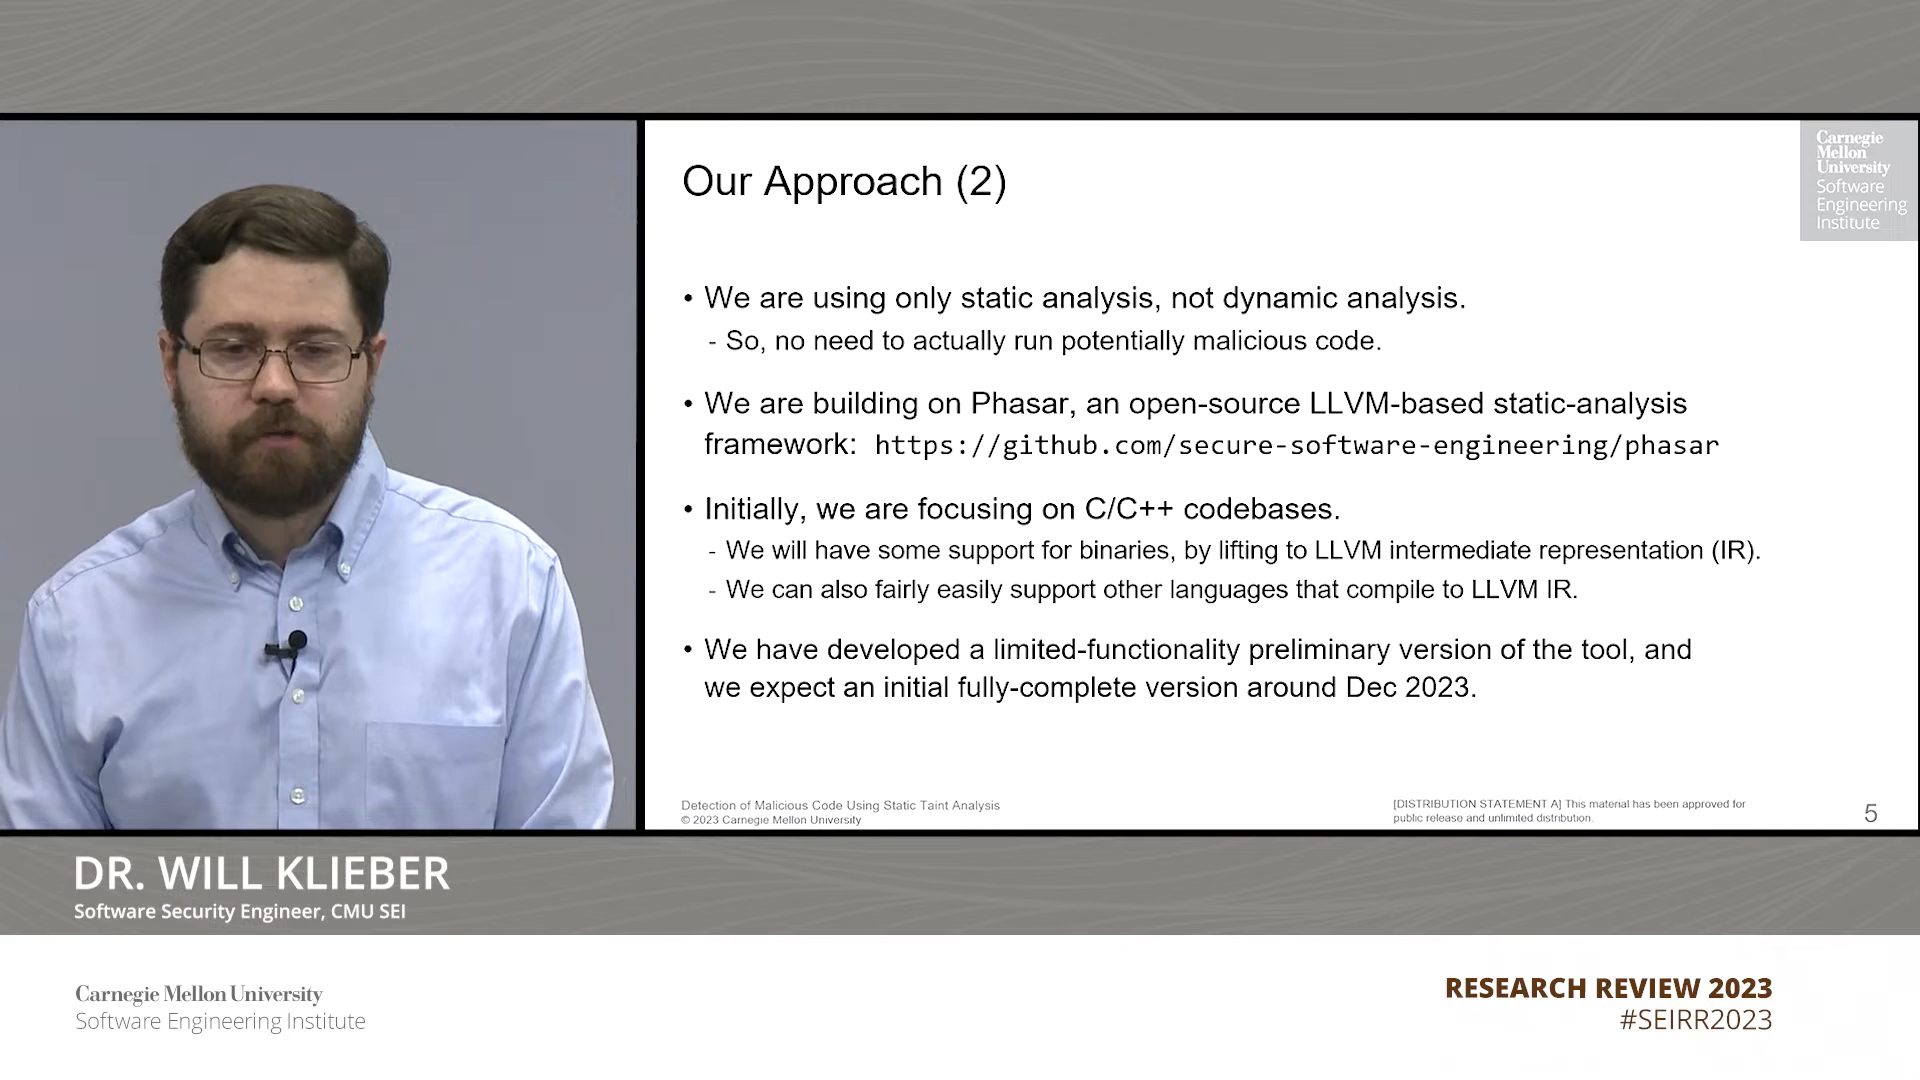 Our Approach (2)
Carnegie
Mellon
University
Software
Engineering
Institute
• We are using only static analysis, not dynamic analysis.
- So, no need to actually run potentially malicious code.
• We are building on Phasar, an open-source LLVM-based static-analysis
framework: https://github.com/secure-software-engineering/phasar
• Initially, we are focusing on C/C++ codebases.
- We will have some support for binaries, by lifting to LLVM intermediate representation (IR).
- We can also fairly easily support other languages that compile to LLVM IR.
• We have developed a limited-functionality preliminary version of the tool, and
we expect an initial fully-complete version around Dec 2023.
Detection of Malicious Code Using Static Taint Analysis
© 2023 Carnegie Mellon University
[DISTRIBUTION STATEMENT A] This material has been approved for
public release and unlimited distribution.
5
DR. WILL KLIEBER
Software Security Engineer, CMU SEI
Carnegie Mellon University
Software Engineering Institute
RESEARCH REVIEW 2023
#SEIRR2023